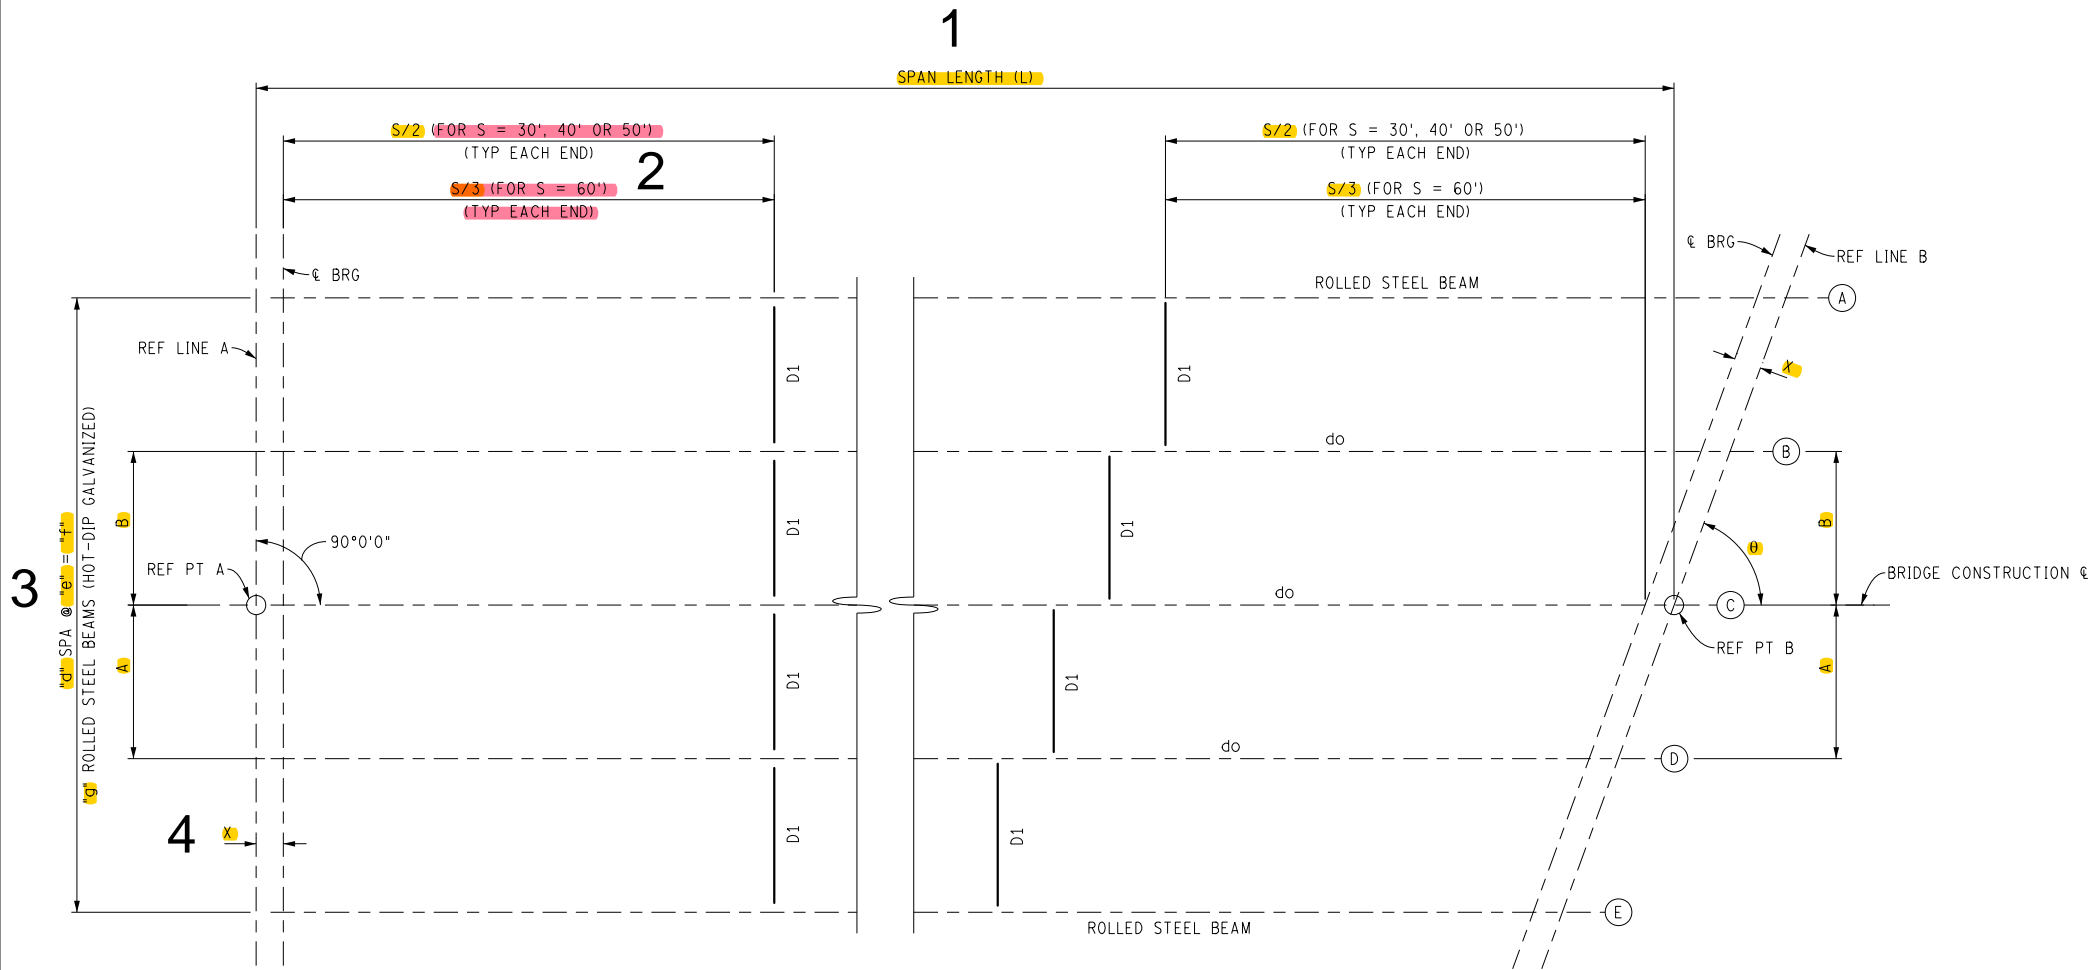 1
SPAN LENGTH (L)
S/2 (FOR S = 30', 40' OR 50')
(TYP EACH END)
2
S/3 (FOR S = 60')
(TYP EACH END)
S/2 (FOR S = 30', 40' OR 50')
(TYP EACH END)
S/3 (FOR S = 60')
(TYP EACH END)
℄ BRG
℄ BRG
REF LINE B
ROLLED STEEL BEAM
A
REF LINE A
D1
D1
X
do
B
3
"d" SPA @ "e" = "f"
"g" ROLLED STEEL BEAMS (HOT-DIP GALVANIZED)
B
90°0'0"
D1
D1
B
θ
REF PT A
do
C
BRIDGE CONSTRUCTION ℄
REF PT B
A
D1
D1
A
do
D
4
X
D1
D1
E
ROLLED STEEL BEAM